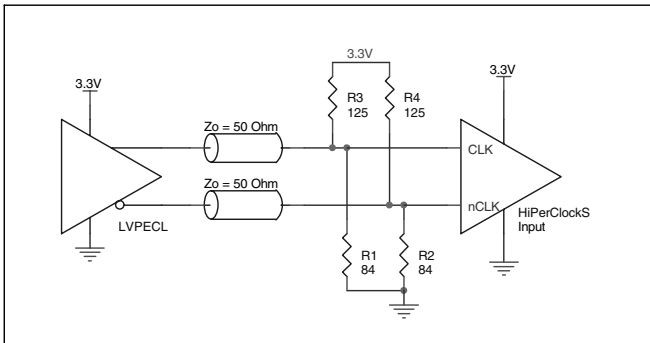 3.3V
3.3V
3.3V
R3
125
R4
125
Zo = 50 Ohm
CLK
Zo = 50 Ohm
nCLK
LVPECL
HiPerClockS
Input
R1
84
R2
84